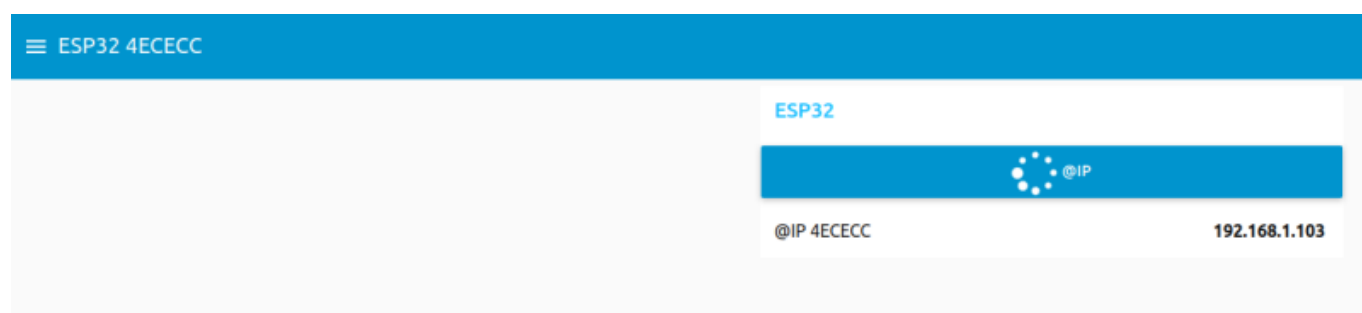 ESP32 4ECECC
ESP32
@IP
@IP 4ECECC 192.168.1.103